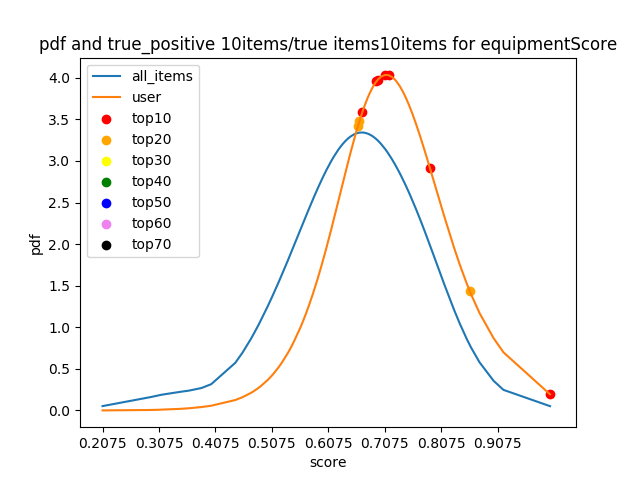 pdf and true_positive 10items/true items10items for equipmentScore
all_items
user
top10
top20
top30
top40
top50
top60
top70
4.0
3.5
3.0
2.5
2.0
1.5
1.0
0.5
0.0
pdf
0.2075 0.3075 0.4075 0.5075 0.6075 0.7075 0.8075 0.9075
score